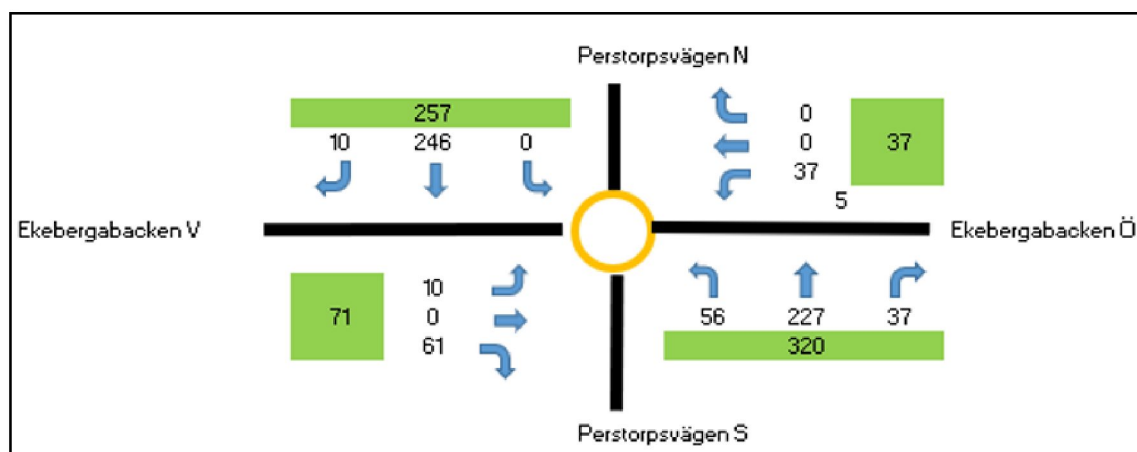 Perstorpsvägen N
257
10 246 0
0
0
37
37
5
Ekebergabacken V
Ekebergabacken Ö
10
0
61
71
56 227 37
320
Perstorpsvägen S